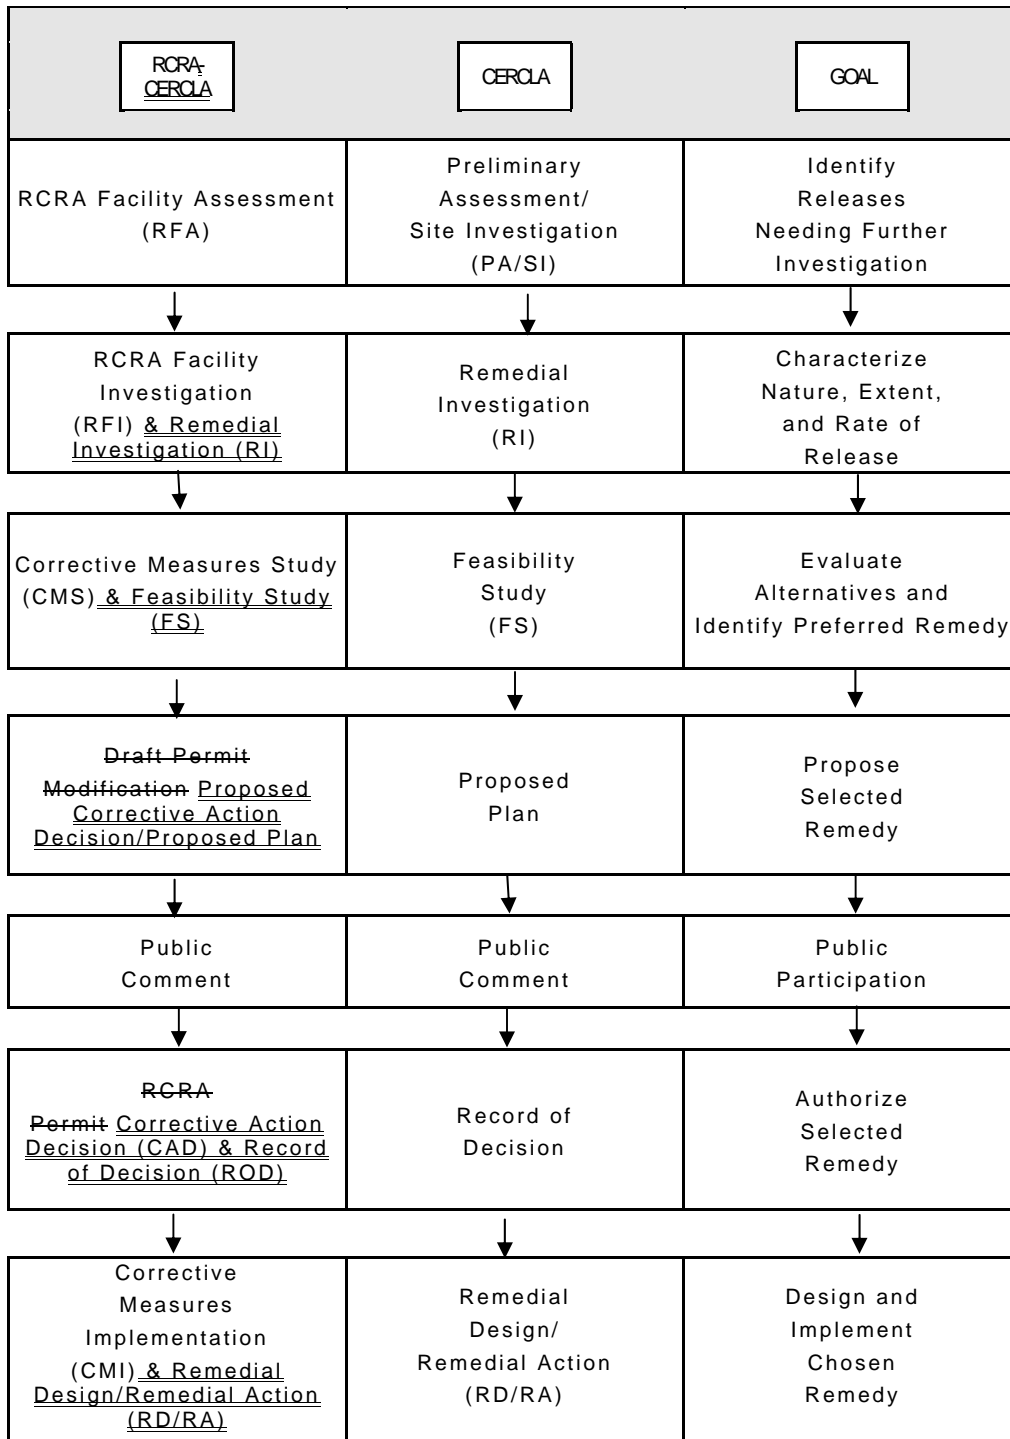 RCRA-
CERCLA
CERCLA
GOAL
RCRA Facility Assessment
(RFA)
Preliminary
Assessment/
Site Investigation
(PA/SI)
Identify
Releases
Needing Further
Investigation
RCRA Facility
Investigation
(RFI) & Remedial
Investigation (RI)
Remedial
Investigation
(RI)
Characterize
Nature, Extent,
and Rate of
Release
Corrective Measures Study
(CMS) & Feasibility Study
(FS)
Feasibility
Study
(FS)
Evaluate
Alternatives and
Identify Preferred Remedy
Draft Permit
Modification Proposed
Corrective Action
Decision/Proposed Plan
Proposed
Plan
Propose
Selected
Remedy
Public
Comment
Public
Comment
Public
Participation
RCRA
Permit Corrective Action
Decision (CAD) & Record
of Decision (ROD)
Record of
Decision
Authorize
Selected
Remedy
Corrective
Measures
Implementation
(CMI) & Remedial
Design/Remedial Action
(RD/RA)
Remedial
Design/
Remedial Action
(RD/RA)
Design and
Implement
Chosen
Remedy